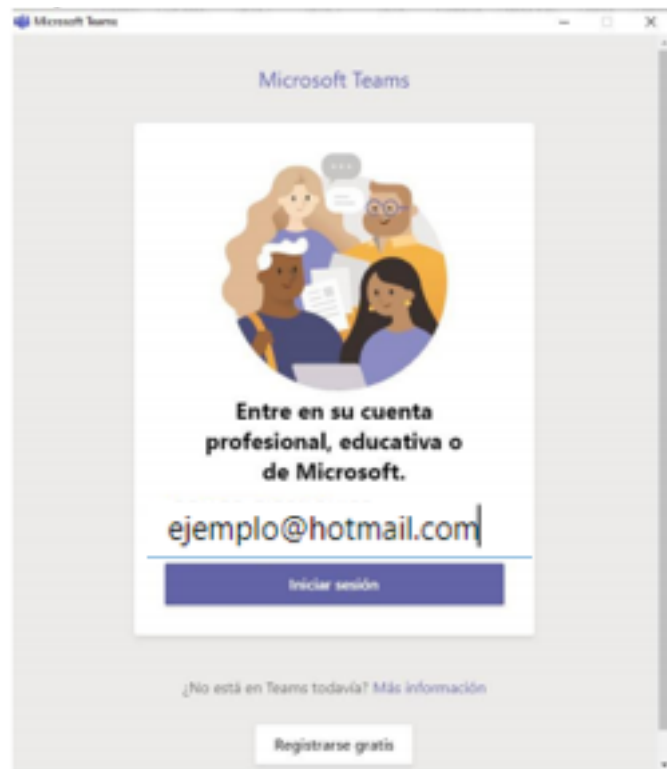 Microsoft Teams
Microsoft Teams
Entre en su cuenta
profesional, educativa o
de Microsoft.
ejemplo@hotmail.com
Iniciar sesión
¿No está en Teams todavía? Más información
Registrarse gratis